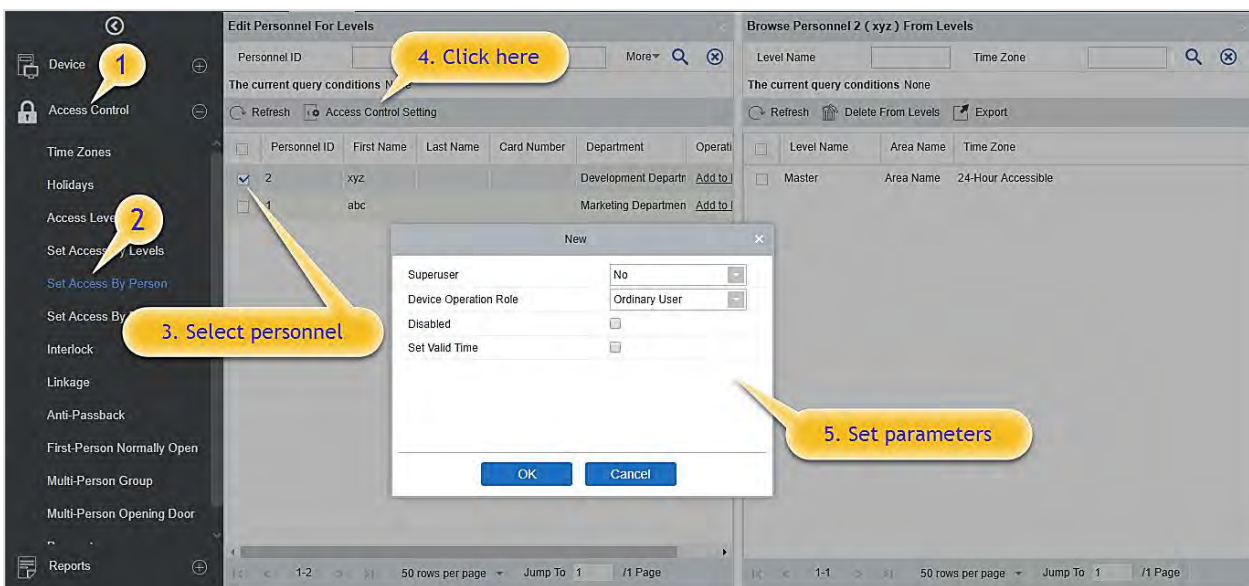 Device
1
Access Control
Time Zones
Holidays
Access Leve
2
Set Access By Levels
Set Access By Person
Set Access By
Interlock
Linkage
Anti-Passback
First-Person Normally Open
Multi-Person Group
Multi-Person Opening Door
Reports
Edit Personnel For Levels
Personnel ID
More
4. Click here
The current query conditions
Refresh Access Control Setting
Personnel ID First Name Last Name Card Number Department Operati
2 xyz Development Departm Add to
1 abc Marketing Departmen Add to
3. Select personnel
New
Superuser No
Device Operation Role Ordinary User
Disabled
Set Valid Time
OK Cancel
5. Set parameters
1-2 50 rows per page Jump To 1 /1 Page
Browse Personnel 2 ( xyz ) From Levels
Level Name Time Zone
The current query conditions None
Refresh Delete From Levels Export
Level Name Area Name Time Zone
Master Area Name 24-Hour Accessible
1-1 50 rows per page Jump To 1 /1 Page